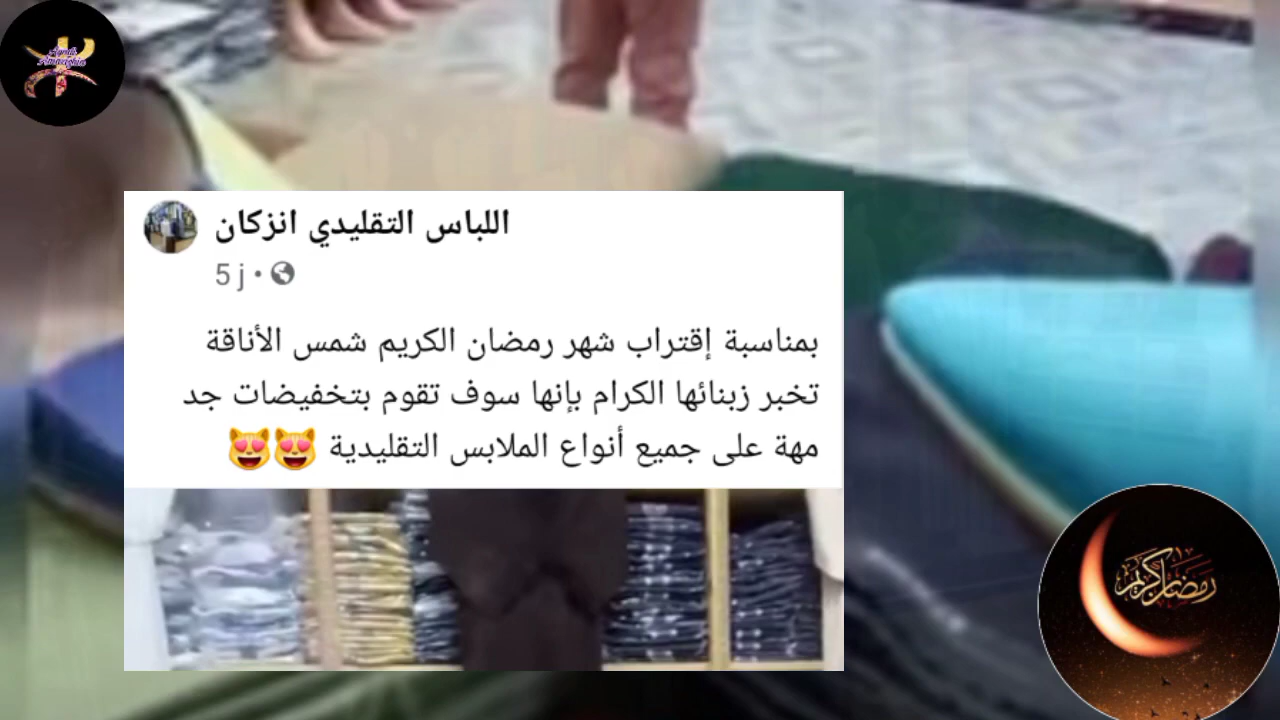 اللباس التقليدي انزكان
5 j
بمناسبة إقتراب شهر رمضان الكريم شمس الأناقة
تخبر زبنائها الكرام بإنها سوف تقوم بتخفيضات جد
مهة على جميع أنواع الملابس التقليدية 😻😻
رمضان كريم